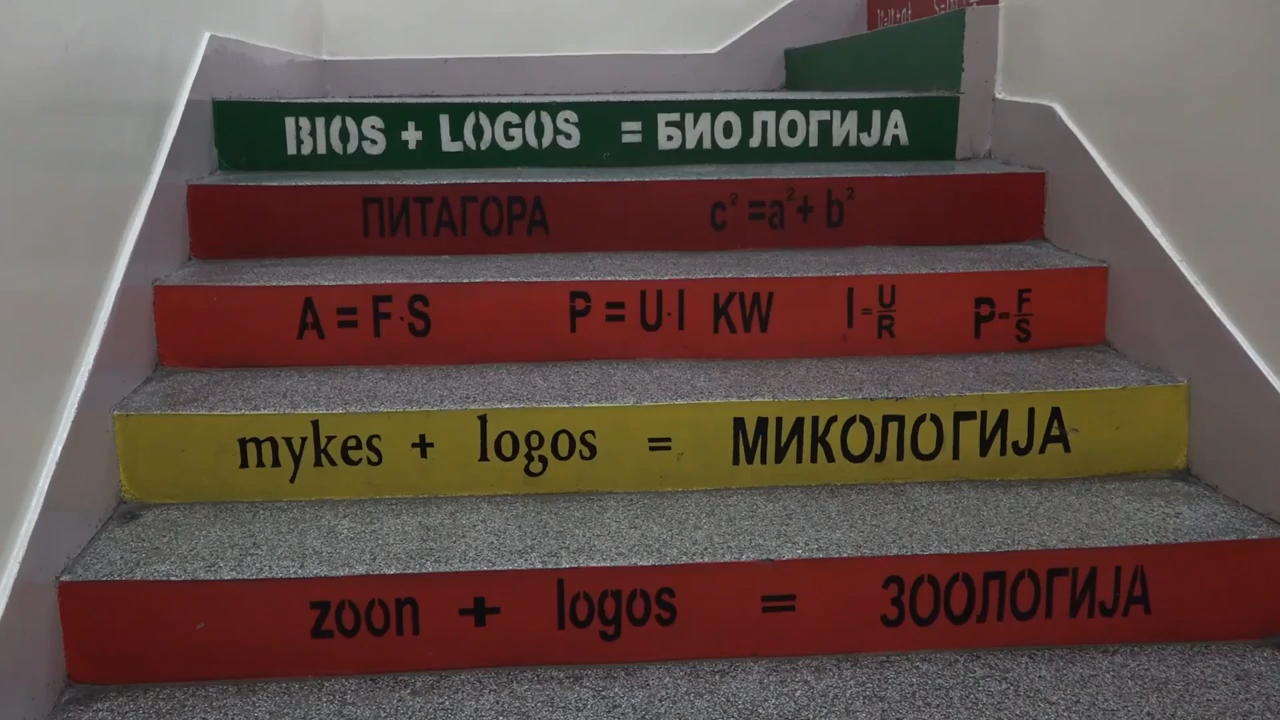 BIOS + LOGOS = БИОЛОГИЈА
ПИТАГОРА c² = a² + b²
A = F·S P = U·I KW I = U/R P = F/S
mykes + logos = МИКОЛОГИЈА
zoon + logos = ЗООЛОГИЈА